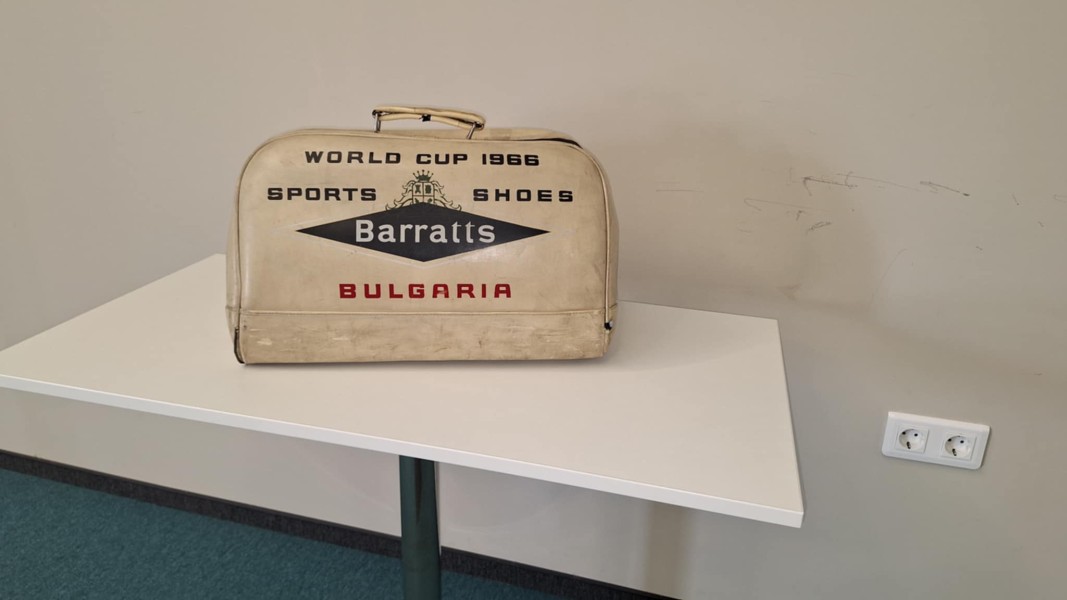 WORLD CUP 1966
SPORTS SHOES
Barratts
BULGARIA